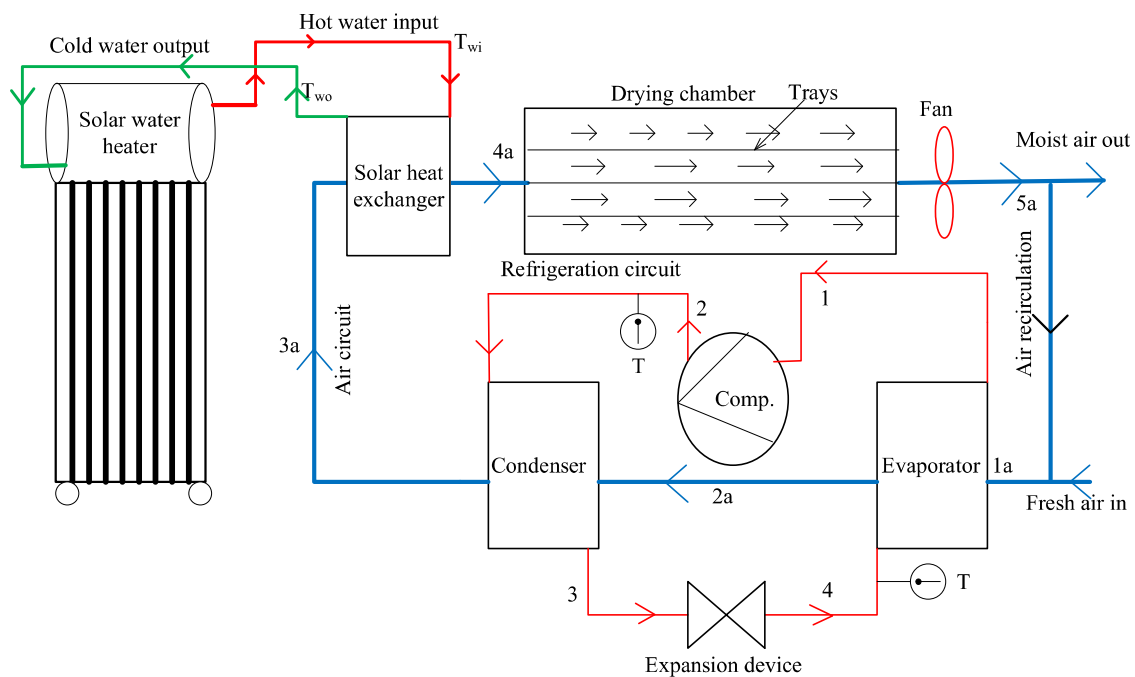 Hot water input
Cold water output
Twi
Two
Solar water
heater
Solar heat
exchanger
4a
Drying chamber
Trays
Fan
Moist air out
5a
Air recirculation
Refrigeration circuit
1
2
T
3a
Air circuit
Comp.
Condenser
Evaporator
1a
2a
Fresh air in
3
4
T
Expansion device